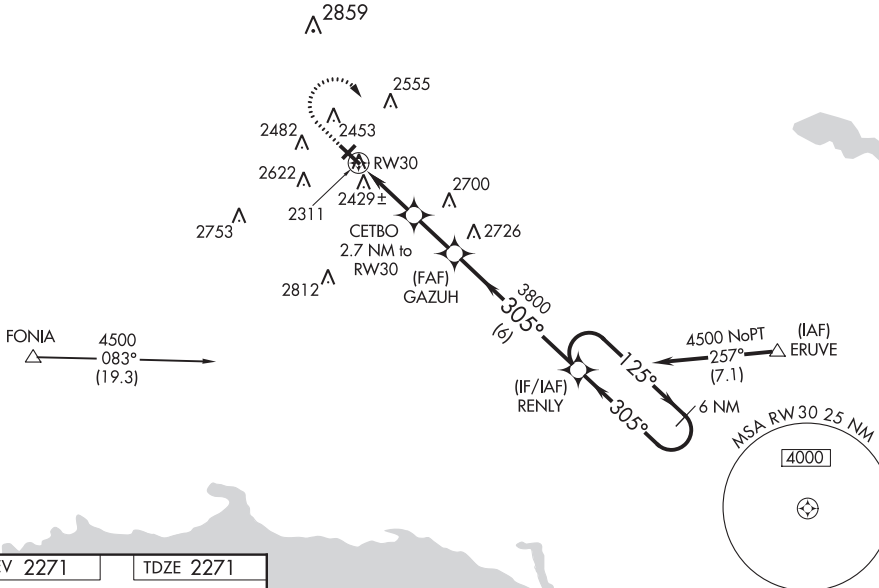 2859
2555
2482
2453
RW30
2622
2429±
2311
2700
2753
CETBO
2.7 NM to
RW30
2726
(FAF)
GAZUH
2812
3800
305°
(6)
FONIA
4500
083°
(19.3)
4500 NoPT
257°
(7.1)
(IAF)
ERUVE
125°
(IF/IAF)
RENLY
305°
6 NM
MSA RW30 25 NM
4000
EV 2271
TDZE 2271